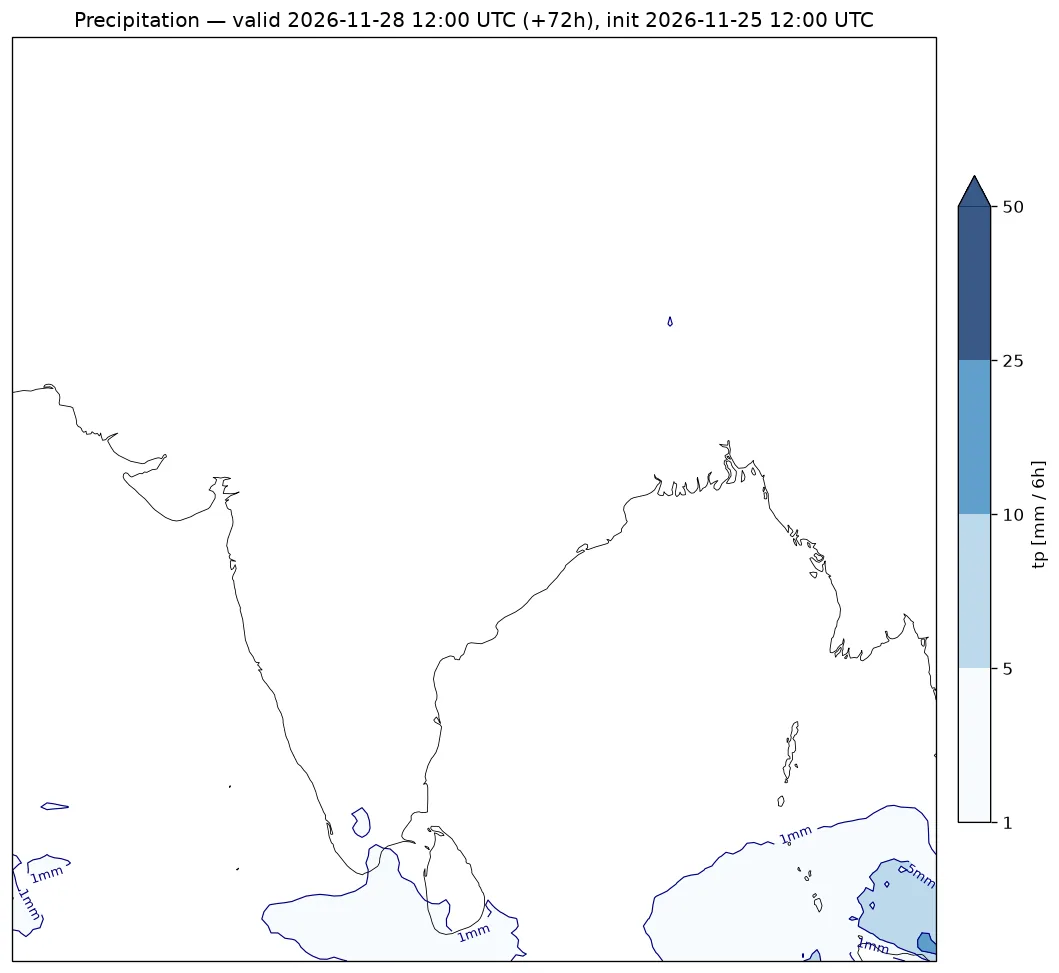 Precipitation — valid 2026-11-28 12:00 UTC (+72h), init 2026-11-25 12:00 UTC
50
25
10
5
1
tp [mm / 6h]
1mm
1mm
1mm
1mm
5mm
1mm